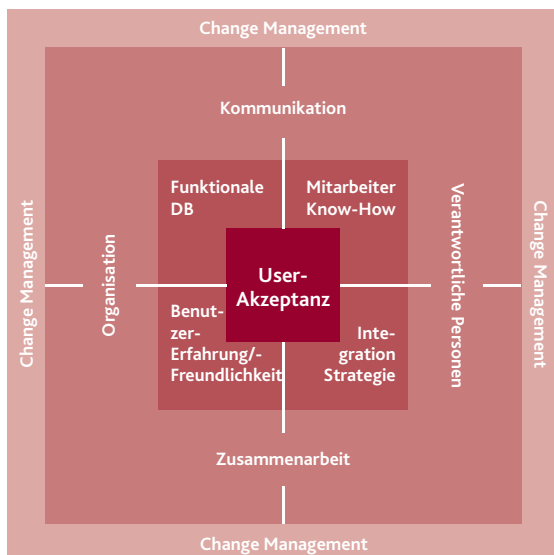 Change Management
Kommunikation
Funktionale
DB
Mitarbeiter
Know-How
Change Management
Organisation
User-
Akzeptanz
Verantwortliche Personen
Change Management
Benut-
zer-
Erfahrung/-
Freundlichkeit
Inte-
gration
Strategie
Zusammenarbeit
Change Management